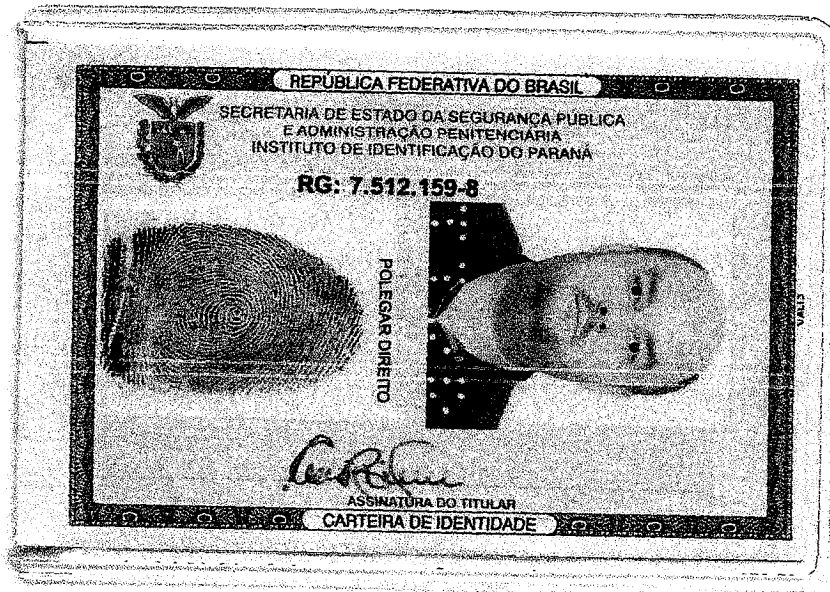 REPÚBLICA FEDERATIVA DO BRASIL
SECRETARIA DE ESTADO DA SEGURANÇA PÚBLICA
E ADMINISTRAÇÃO PENITENCIÁRIA
INSTITUTO DE IDENTIFICAÇÃO DO PARANÁ
RG: 7.512.159-8
POLEGAR DIREITO
ASSINATURA DO TITULAR
CARTEIRA DE IDENTIDADE